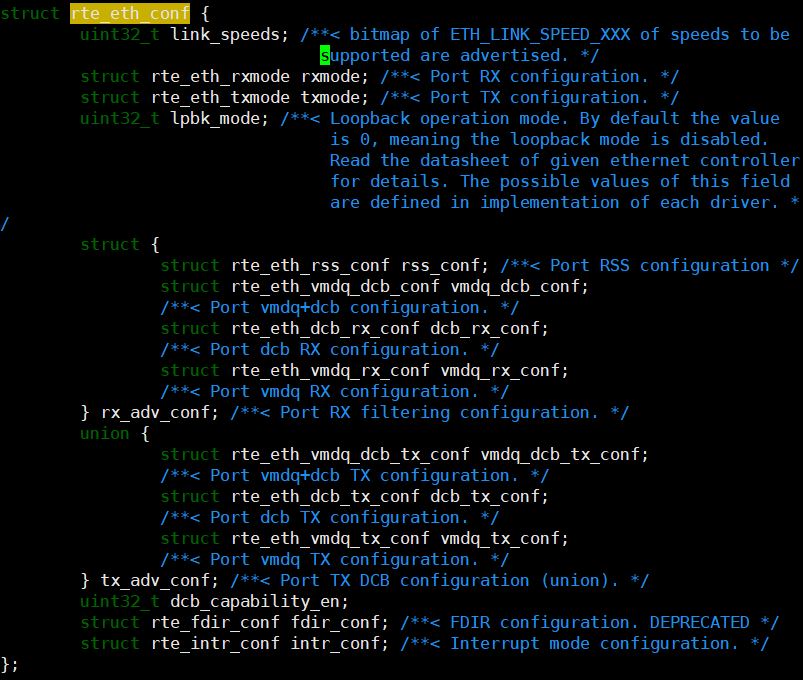 struct rte_eth_conf {
        uint32_t link_speeds; /**< bitmap of ETH_LINK_SPEED_XXX of speeds to be
                                supported are advertised. */
        struct rte_eth_rxmode rxmode; /**< Port RX configuration. */
        struct rte_eth_txmode txmode; /**< Port TX configuration. */
        uint32_t lpbk_mode; /**< Loopback operation mode. By default the value
                                 is 0, meaning the loopback mode is disabled.
                                 Read the datasheet of given ethernet controller
                                 for details. The possible values of this field
                                 are defined in implementation of each driver. *
/
        struct {
                struct rte_eth_rss_conf rss_conf; /**< Port RSS configuration */
                struct rte_eth_vmdq_dcb_conf vmdq_dcb_conf;
                /**< Port vmdq+dcb configuration. */
                struct rte_eth_dcb_rx_conf dcb_rx_conf;
                /**< Port dcb RX configuration. */
                struct rte_eth_vmdq_rx_conf vmdq_rx_conf;
                /**< Port vmdq RX configuration. */
        } rx_adv_conf; /**< Port RX filtering configuration. */
        union {
                struct rte_eth_vmdq_dcb_tx_conf vmdq_dcb_tx_conf;
                /**< Port vmdq+dcb TX configuration. */
                struct rte_eth_dcb_tx_conf dcb_tx_conf;
                /**< Port dcb TX configuration. */
                struct rte_eth_vmdq_tx_conf vmdq_tx_conf;
                /**< Port vmdq TX configuration. */
        } tx_adv_conf; /**< Port TX DCB configuration (union). */
        uint32_t dcb_capability_en;
        struct rte_fdir_conf fdir_conf; /**< FDIR configuration. DEPRECATED */
        struct rte_intr_conf intr_conf; /**< Interrupt mode configuration. */
};